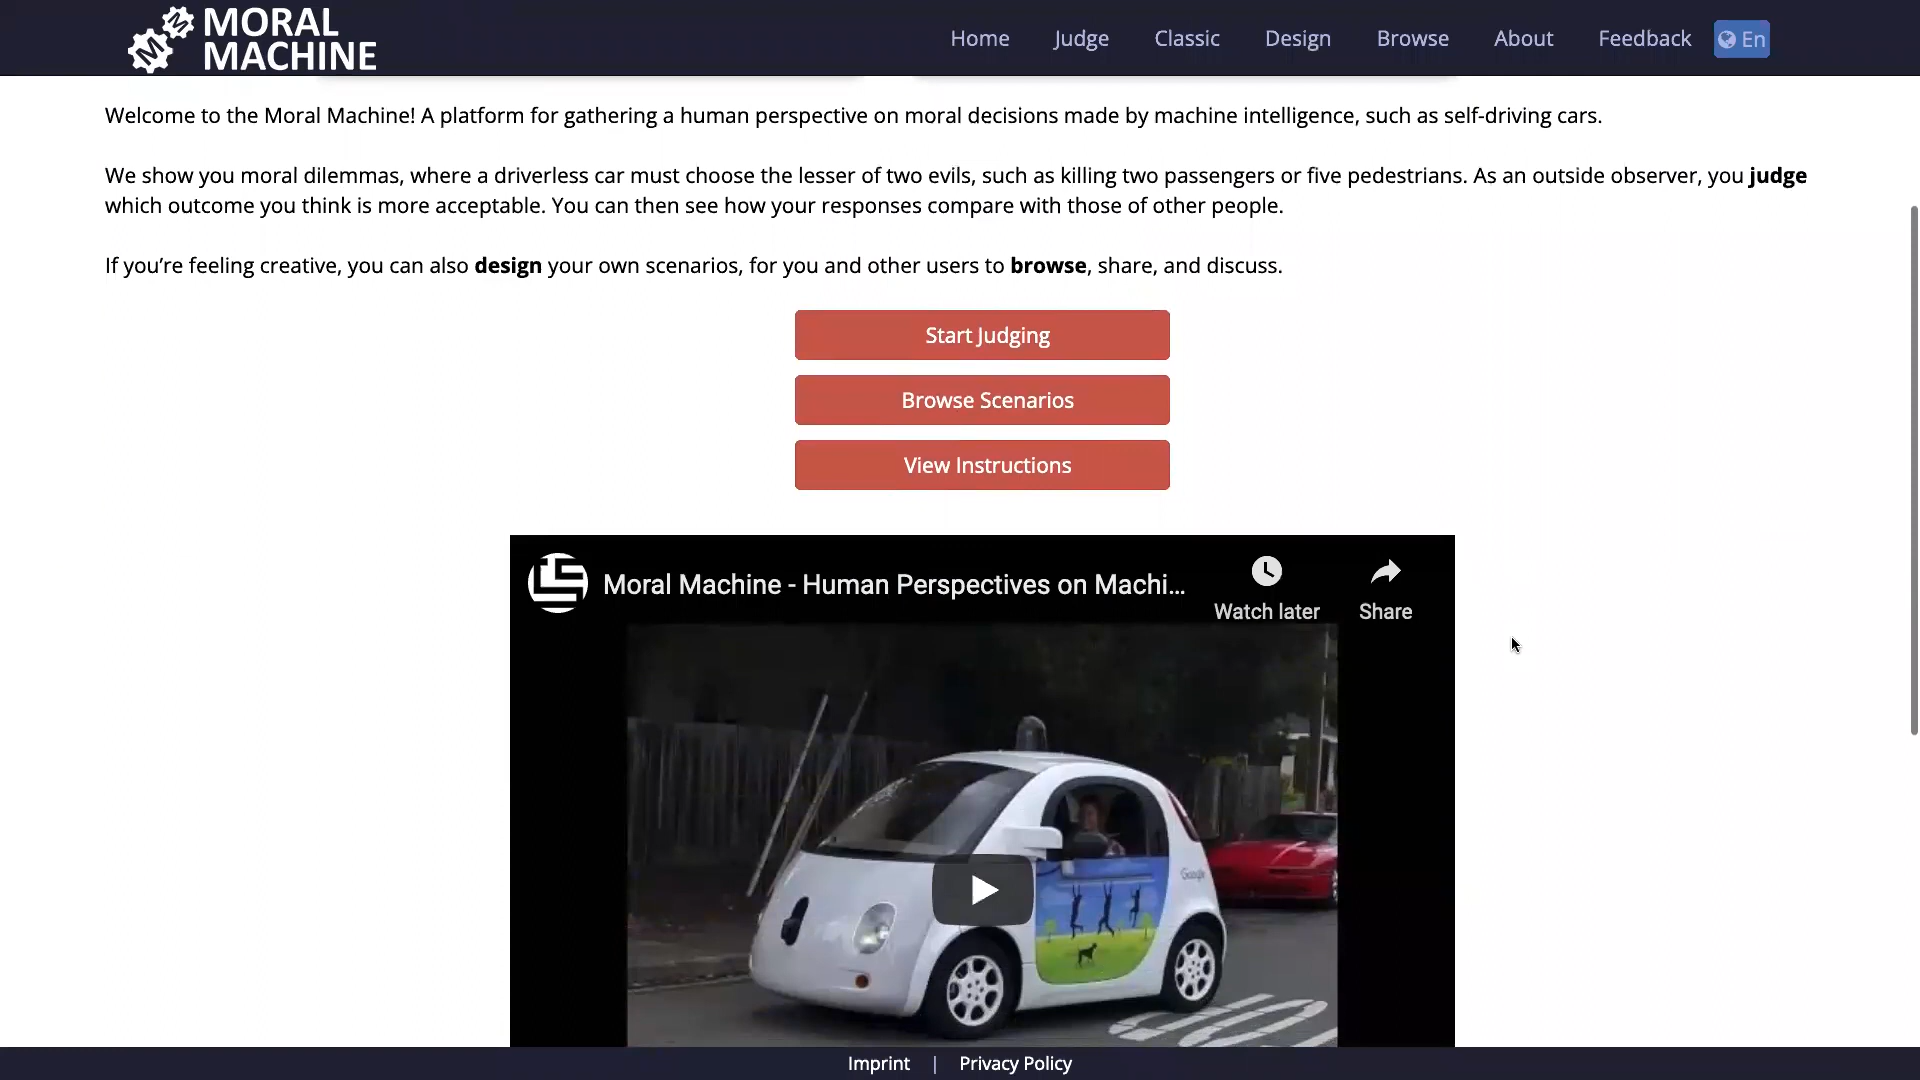 MORAL
MACHINE
Home Judge Classic Design Browse About Feedback En
Welcome to the Moral Machine! A platform for gathering a human perspective on moral decisions made by machine intelligence, such as self-driving cars.
We show you moral dilemmas, where a driverless car must choose the lesser of two evils, such as killing two passengers or five pedestrians. As an outside observer, you judge
which outcome you think is more acceptable. You can then see how your responses compare with those of other people.
If you’re feeling creative, you can also design your own scenarios, for you and other users to browse, share, and discuss.
Start Judging
Browse Scenarios
View Instructions
Moral Machine - Human Perspectives on Machi...
Watch later
Share
Google
Imprint | Privacy Policy